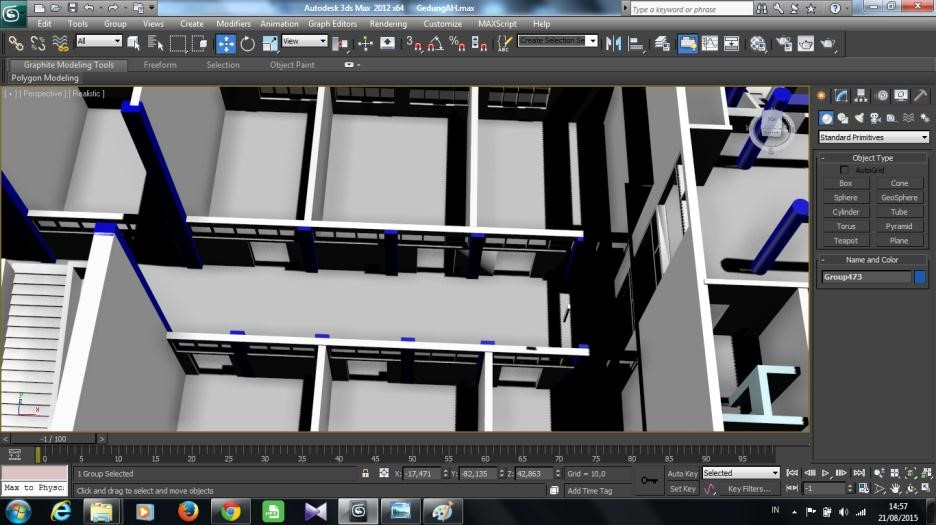 Autodesk 3ds Max 2012 x64 GedungAH.max
Type a keyword or phrase
Edit Tools Group Views Create Modifiers Animation Graph Editors Rendering Customize MAXScript Help
All View Create Selection Se
Graphite Modeling Tools Freeform Selection Object Paint
Polygon Modeling
[ + ] [ Perspective ] [ Realistic ]
Standard Primitives
- Object Type
AutoGrid
Box Cone
Sphere GeoSphere
Cylinder Tube
Torus Pyramid
Teapot Plane
- Name and Color
Group473
< -1 / 100 >
0 5 10 15 20 25 30 35 40 45 50 55 60 65 70 75 80 85 90 95
1 Group Selected X: -17,471 Y: -82,135 Z: 42,863 Grid = 10,0 Auto Key Selected
Max to Physc Click and drag to select and move objects Add Time Tag Set Key Key Filters... -1
IN 14:57
21/08/2015